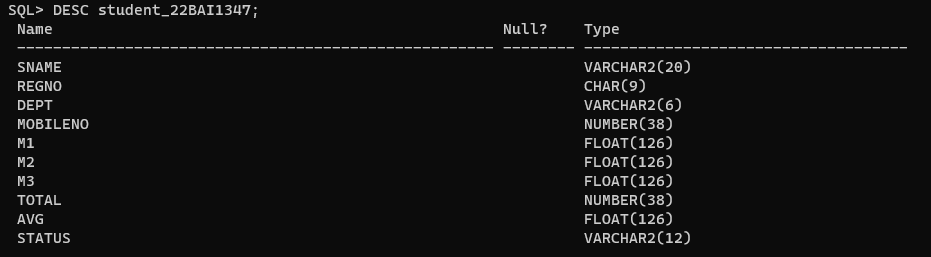 SQL> DESC student_22BAI1347;
Name Null? Type
----------------------------------------------------- -------- ------------------------------------
SNAME VARCHAR2(20)
REGNO CHAR(9)
DEPT VARCHAR2(6)
MOBILENO NUMBER(38)
M1 FLOAT(126)
M2 FLOAT(126)
M3 FLOAT(126)
TOTAL NUMBER(38)
AVG FLOAT(126)
STATUS VARCHAR2(12)